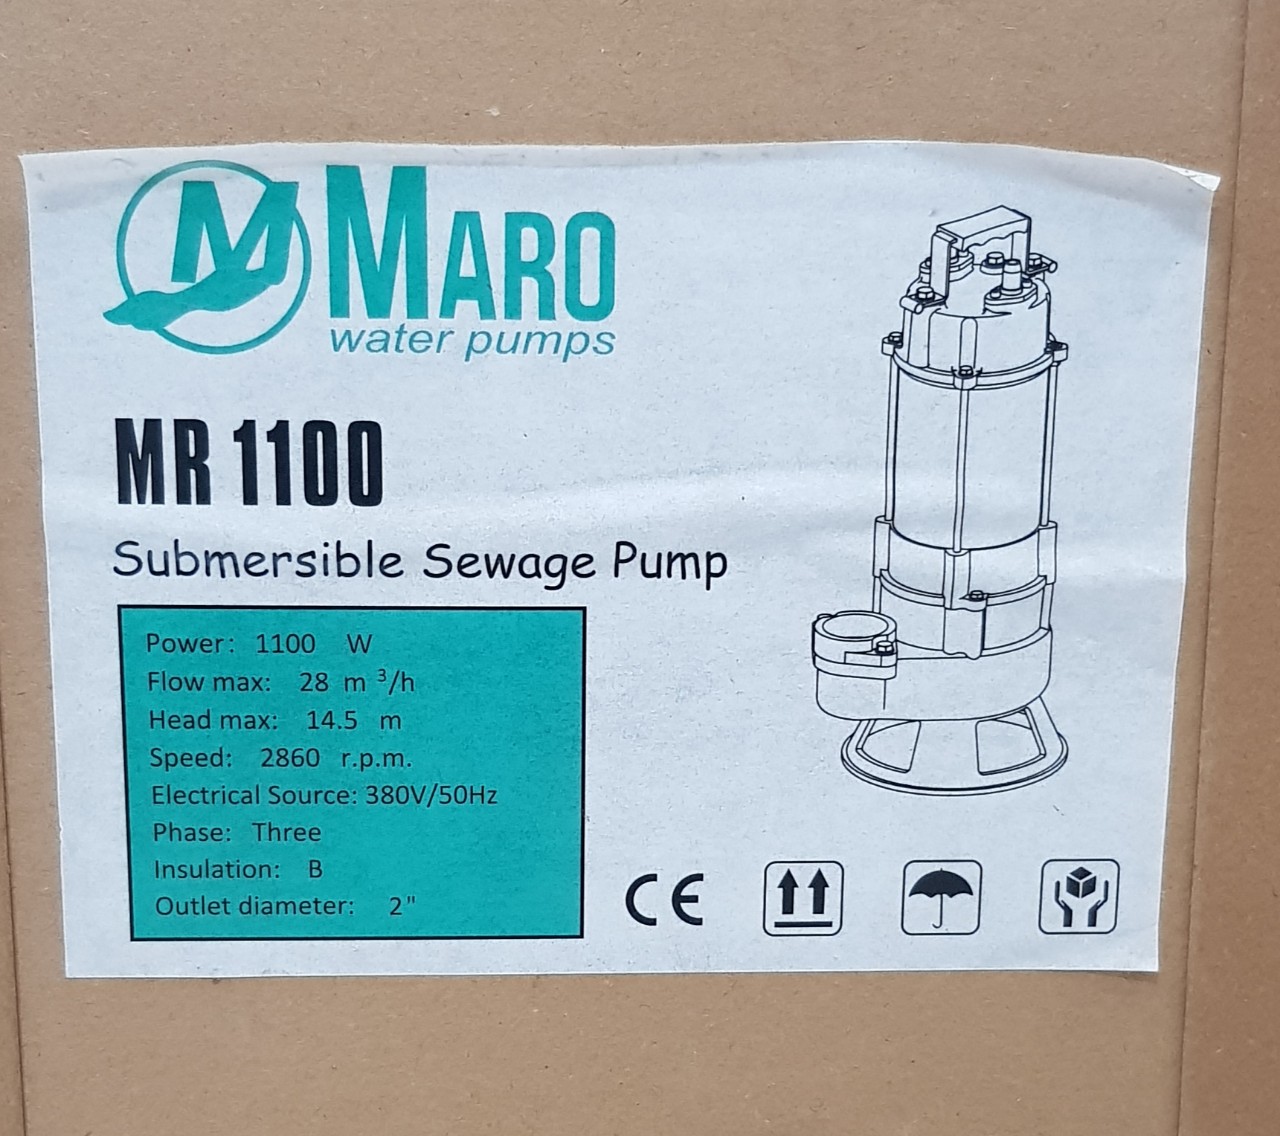 M MARO
water pumps
MR 1100
Submersible Sewage Pump
Power: 1100 W
Flow max: 28 m ³/h
Head max: 14.5 m
Speed: 2860 r.p.m.
Electrical Source: 380V/50Hz
Phase: Three
Insulation: B
Outlet diameter: 2"
CE